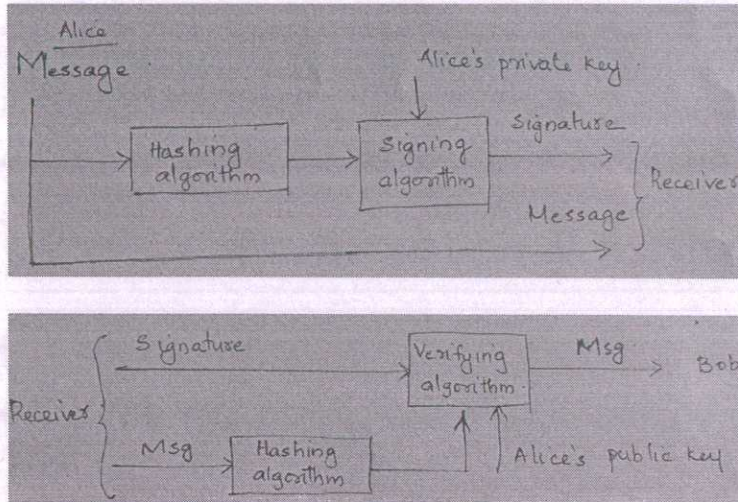 Alice
Message
Alice's private key
Hashing
algorithm
Signing
algorithm
Signature
Message
Receiver
Receiver
Signature
Verifying
algorithm
Msg
Bob
Msg
Hashing
algorithm
Alice's public key